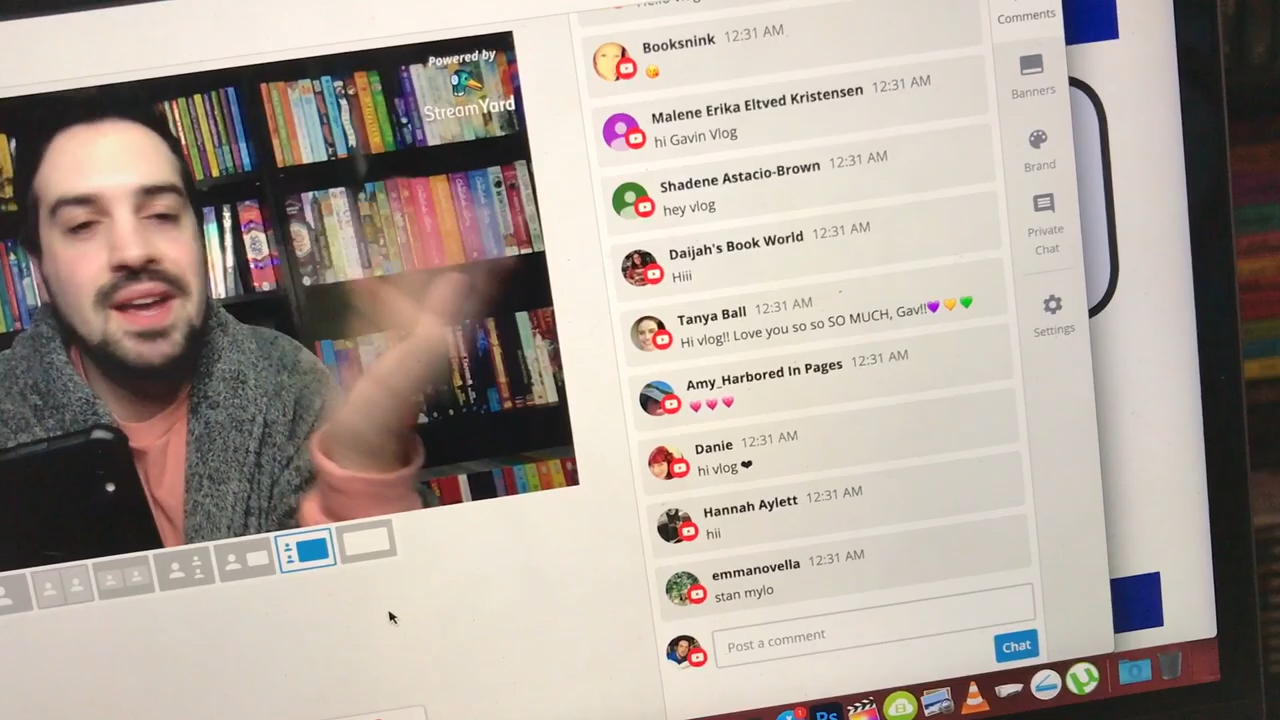 Powered by
StreamYard
Booksnink 12:31 AM
Malene Erika Eltved Kristensen 12:31 AM
hi Gavin Vlog
Shadene Astacio-Brown 12:31 AM
hey vlog
Daijah's Book World 12:31 AM
Hiii
Tanya Ball 12:31 AM
Hi vlog!! Love you so so SO MUCH, Gav!!💜💛💚
Amy_Harbored In Pages 12:31 AM
Danie 12:31 AM
hi vlog ❤
Hannah Aylett 12:31 AM
hii
emmanovella 12:31 AM
stan mylo
Post a comment
Chat
Comments
Banners
Brand
Private
Chat
Settings
Ps